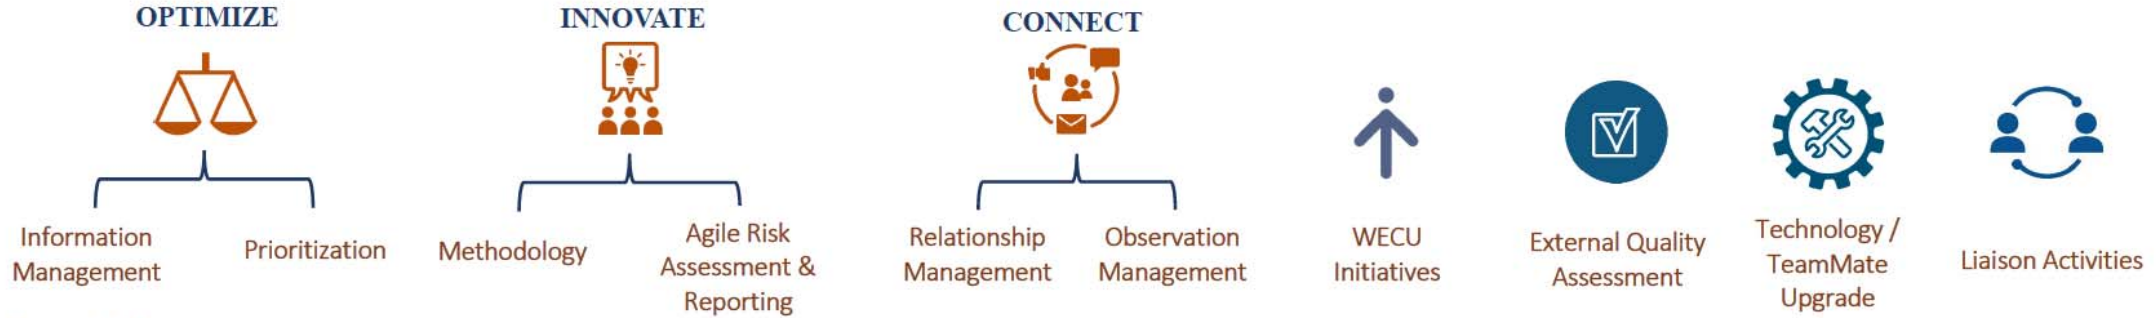 OPTIMIZE
INNOVATE
CONNECT
Information
Management
Prioritization
Methodology
Agile Risk
Assessment &
Reporting
Relationship
Management
Observation
Management
WECU
Initiatives
External Quality
Assessment
Technology /
TeamMate
Upgrade
Liaison Activities